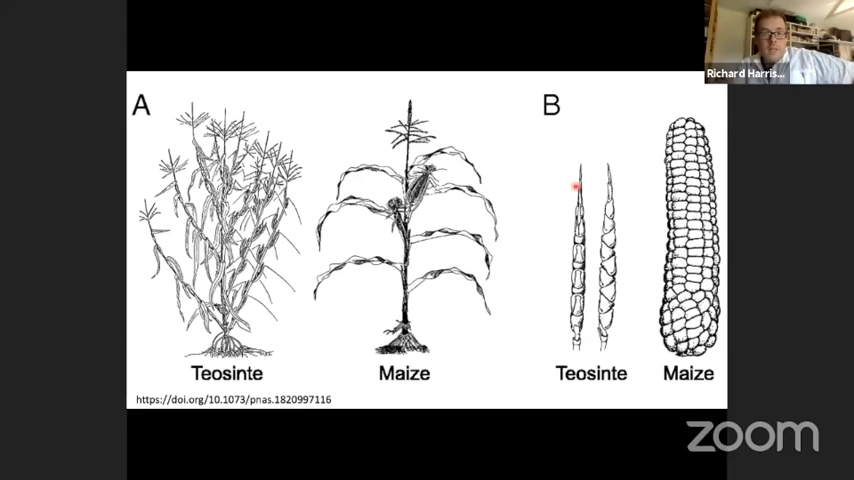 Richard Harris...
A
B
Teosinte
Maize
Teosinte
Maize
https://doi.org/10.1073/pnas.1820997116
zoom